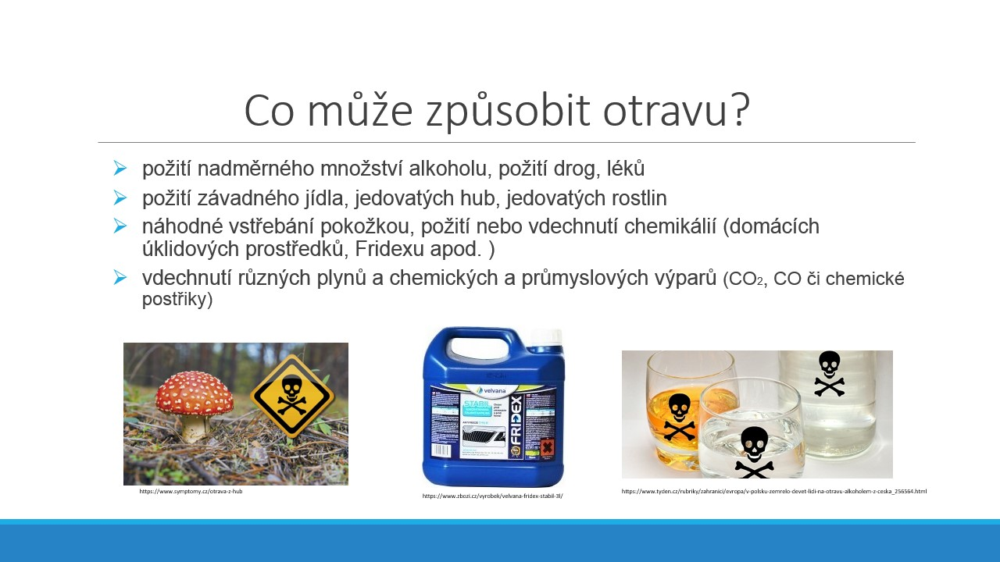 Co může způsobit otravu?
požití nadměrného množství alkoholu, požití drog, léků
požití závadného jídla, jedovatých hub, jedovatých rostlin
náhodné vstřebání pokožkou, požití nebo vdechnutí chemikálií (domácích
úklidových prostředků, Fridexu apod. )
vdechnutí různých plynů a chemických a průmyslových výparů (CO₂, CO či chemické
postřiky)
velvana
STABIL
FRIDEX
https://www.symptomy.cz/otrava-z-hub
https://www.zbozi.cz/vyrobek/velvana-fridex-stabil-3l/
https://www.tyden.cz/rubriky/zahranici/evropa/v-polsku-zemrelo-devet-lidi-na-otravu-alkoholem-z-ceska_256564.html